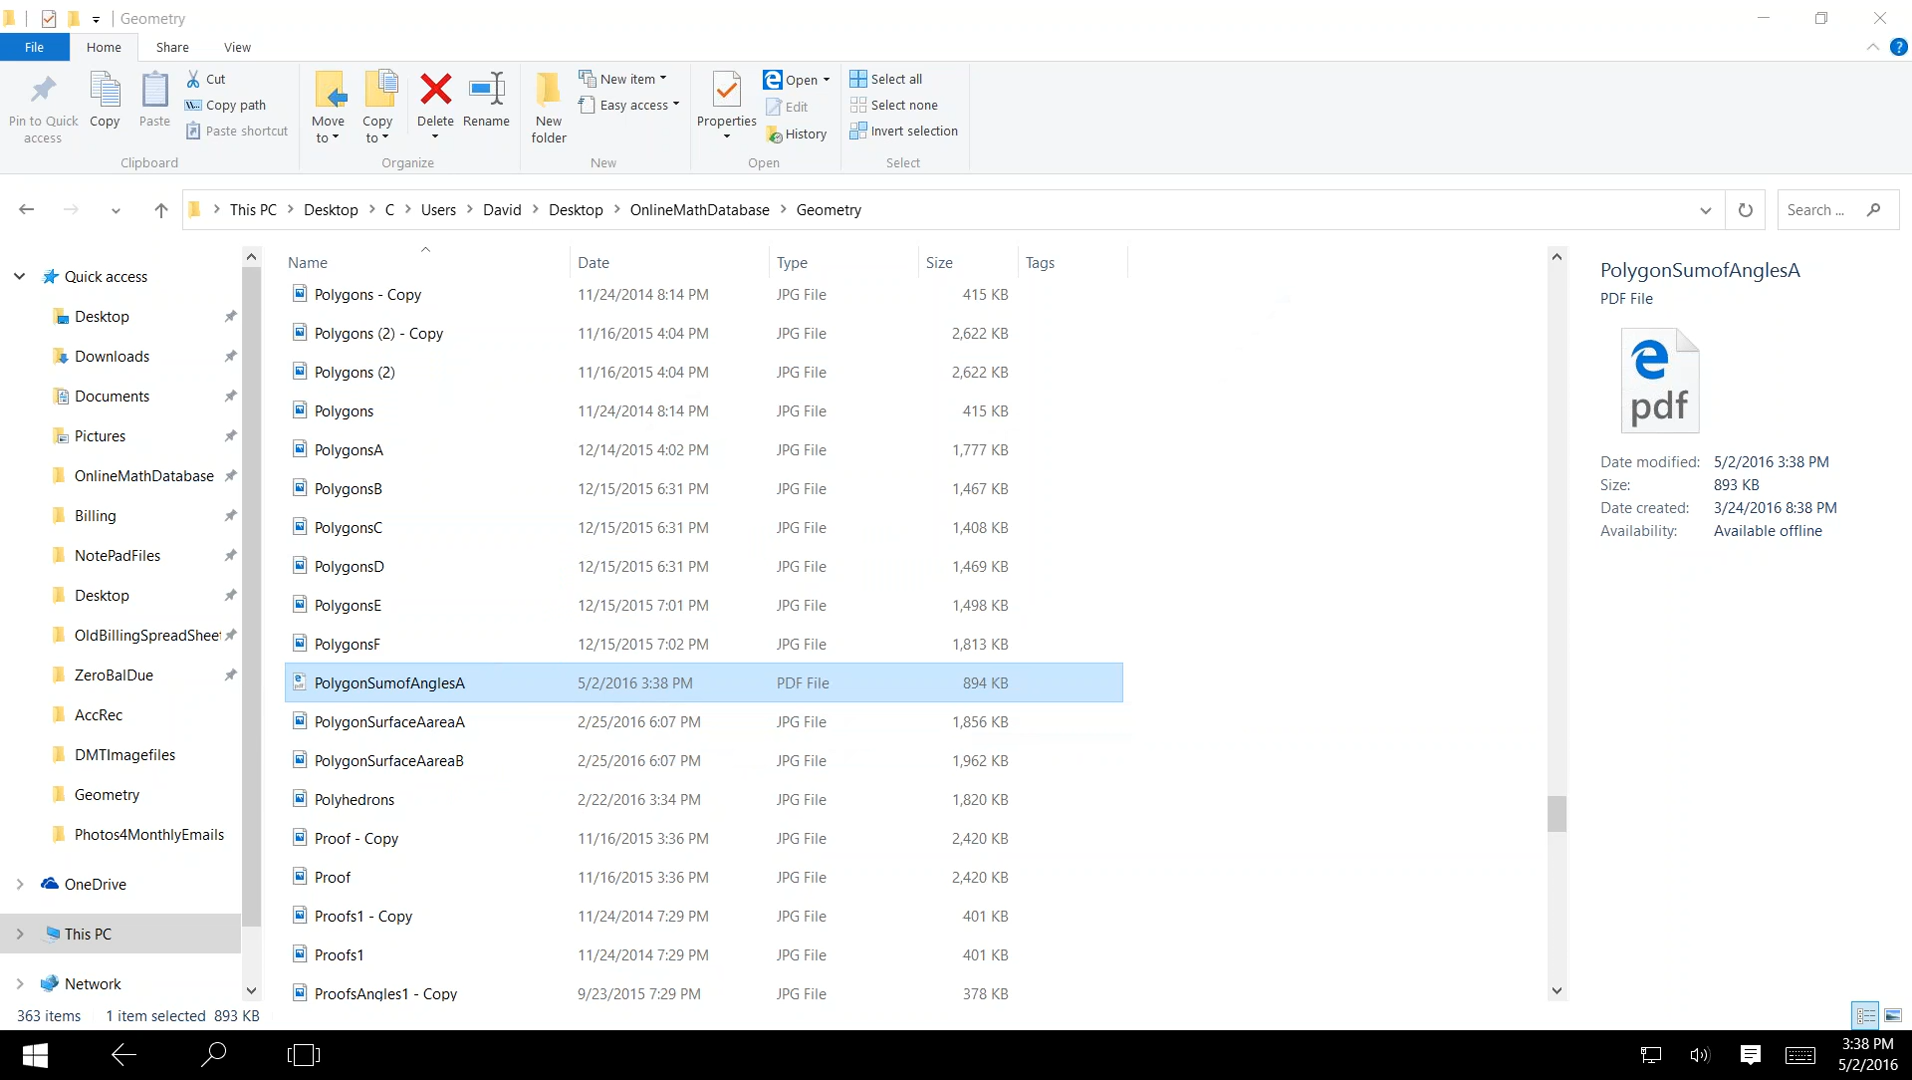 Geometry
File Home Share View
Pin to Quick access
Copy
Paste
Cut
Copy path
Paste shortcut
Clipboard
Move to
Copy to
Delete
Rename
Organize
New folder
New item
Easy access
New
Properties
Open
Edit
History
Open
Select all
Select none
Invert selection
Select
This PC Desktop C Users David Desktop OnlineMathDatabase Geometry
Search ...
Quick access
Desktop
Downloads
Documents
Pictures
OnlineMathDatabase
Billing
NotePadFiles
Desktop
OldBillingSpreadSheet
ZeroBalDue
AccRec
DMTImagefiles
Geometry
Photos4MonthlyEmails
OneDrive
This PC
Network
Name Date Type Size Tags
Polygons - Copy 11/24/2014 8:14 PM JPG File 415 KB
Polygons (2) - Copy 11/16/2015 4:04 PM JPG File 2,622 KB
Polygons (2) 11/16/2015 4:04 PM JPG File 2,622 KB
Polygons 11/24/2014 8:14 PM JPG File 415 KB
PolygonsA 12/14/2015 4:02 PM JPG File 1,777 KB
PolygonsB 12/15/2015 6:31 PM JPG File 1,467 KB
PolygonsC 12/15/2015 6:31 PM JPG File 1,408 KB
PolygonsD 12/15/2015 6:31 PM JPG File 1,469 KB
PolygonsE 12/15/2015 7:01 PM JPG File 1,498 KB
PolygonsF 12/15/2015 7:02 PM JPG File 1,813 KB
PolygonSumofAnglesA 5/2/2016 3:38 PM PDF File 894 KB
PolygonSurfaceAareaA 2/25/2016 6:07 PM JPG File 1,856 KB
PolygonSurfaceAareaB 2/25/2016 6:07 PM JPG File 1,962 KB
Polyhedrons 2/22/2016 3:34 PM JPG File 1,820 KB
Proof - Copy 11/16/2015 3:36 PM JPG File 2,420 KB
Proof 11/16/2015 3:36 PM JPG File 2,420 KB
Proofs1 - Copy 11/24/2014 7:29 PM JPG File 401 KB
Proofs1 11/24/2014 7:29 PM JPG File 401 KB
ProofsAngles1 - Copy 9/23/2015 7:29 PM JPG File 378 KB
PolygonSumofAnglesA
PDF File
pdf
Date modified: 5/2/2016 3:38 PM
Size: 893 KB
Date created: 3/24/2016 8:38 PM
Availability: Available offline
363 items 1 item selected 893 KB
3:38 PM
5/2/2016